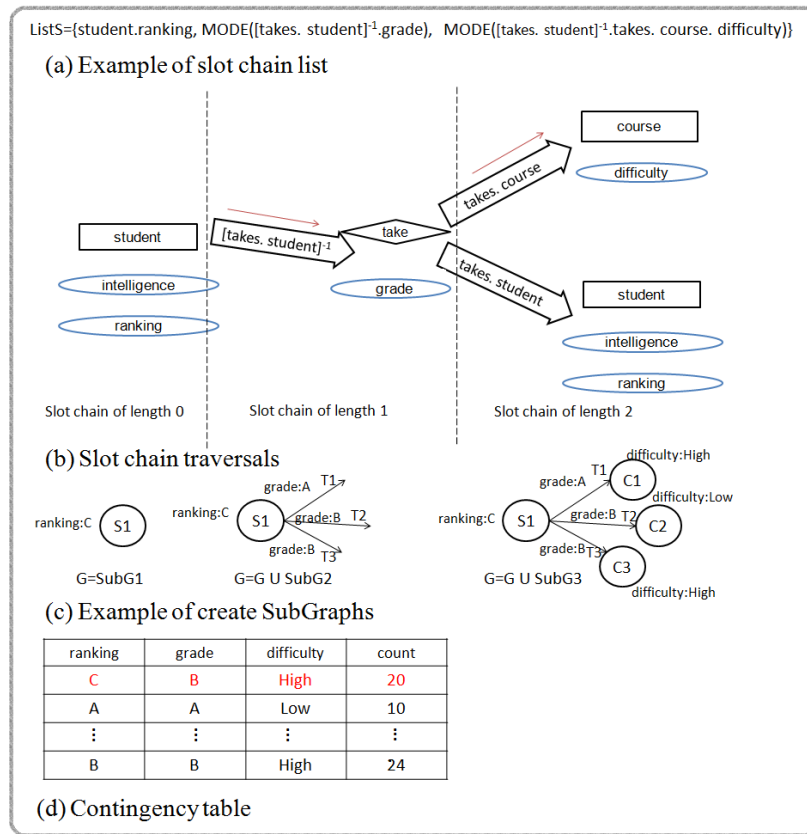 ListS={student.ranking, MODE([takes. student]⁻¹.grade), MODE([takes. student]⁻¹.takes. course. difficulty)}
(a) Example of slot chain list
student
intelligence
ranking
[takes. student]⁻¹
take
grade
takes. course
takes. student
course
difficulty
student
intelligence
ranking
Slot chain of length 0
Slot chain of length 1
Slot chain of length 2
(b) Slot chain traversals
ranking:C
S1
G=SubG1
ranking:C
S1
grade:A
T1
grade:B
T2
grade:B
T3
G=G U SubG2
ranking:C
S1
grade:A
T1
difficulty:High
C1
grade:B
T2
difficulty:Low
C2
grade:B
T3
C3
difficulty:High
G=G U SubG3
(c) Example of create SubGraphs
ranking grade difficulty count
C B High 20
A A Low 10
⋮ ⋮ ⋮ ⋮
B B High 24
(d) Contingency table